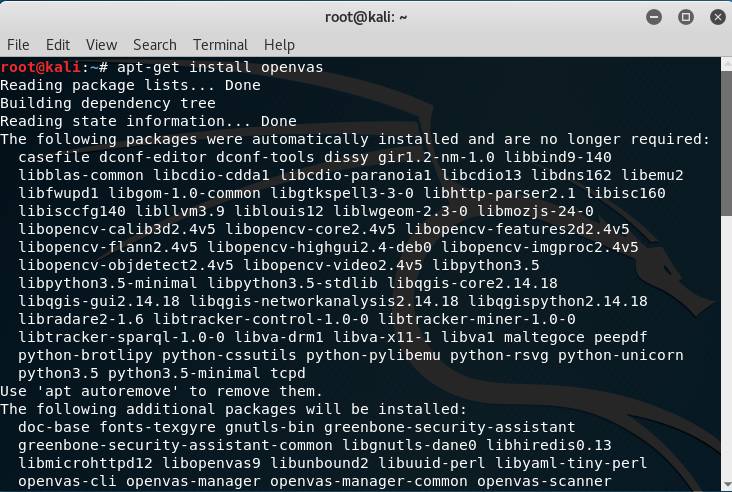 root@kali: ~
File Edit View Search Terminal Help
root@kali:~# apt-get install openvas
Reading package lists... Done
Building dependency tree
Reading state information... Done
The following packages were automatically installed and are no longer required:
casefile dconf-editor dconf-tools dissy gir1.2-nm-1.0 libbind9-140
libblas-common libcdio-cdda1 libcdio-paranoia1 libcdio13 libdns162 libemu2
libfwupd1 libgom-1.0-common libgtkspell3-3-0 libhttp-parser2.1 libisc160
libisccfg140 libllvm3.9 liblouis12 liblwgeom-2.3-0 libmozjs-24-0
libopencv-calib3d2.4v5 libopencv-core2.4v5 libopencv-features2d2.4v5
libopencv-flann2.4v5 libopencv-highgui2.4-deb0 libopencv-imgproc2.4v5
libopencv-objdetect2.4v5 libopencv-video2.4v5 libpython3.5
libpython3.5-minimal libpython3.5-stdlib libqgis-core2.14.18
libqgis-gui2.14.18 libqgis-networkanalysis2.14.18 libqgispython2.14.18
libradare2-1.6 libtracker-control-1.0-0 libtracker-miner-1.0-0
libtracker-sparql-1.0-0 libva-drm1 libva-x11-1 libva1 maltegoce peepdf
python-brotlipy python-cssutils python-pylibemu python-rsvg python-unicorn
python3.5 python3.5-minimal tcpd
Use 'apt autoremove' to remove them.
The following additional packages will be installed:
doc-base fonts-texgyre gnutls-bin greenbone-security-assistant
greenbone-security-assistant-common libgnutls-dane0 libhiredis0.13
libmicrohttpd12 libopenvas9 libunbound2 libuuid-perl libyaml-tiny-perl
openvas-cli openvas-manager openvas-manager-common openvas-scanner